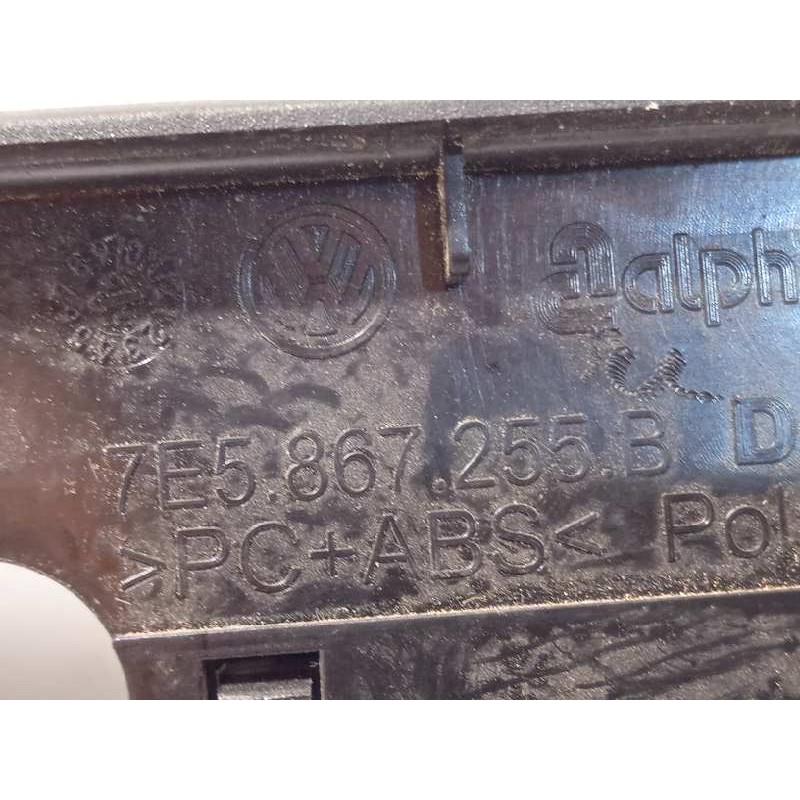 alph
7E5.867.255.B D
>PC+ABS< Pol